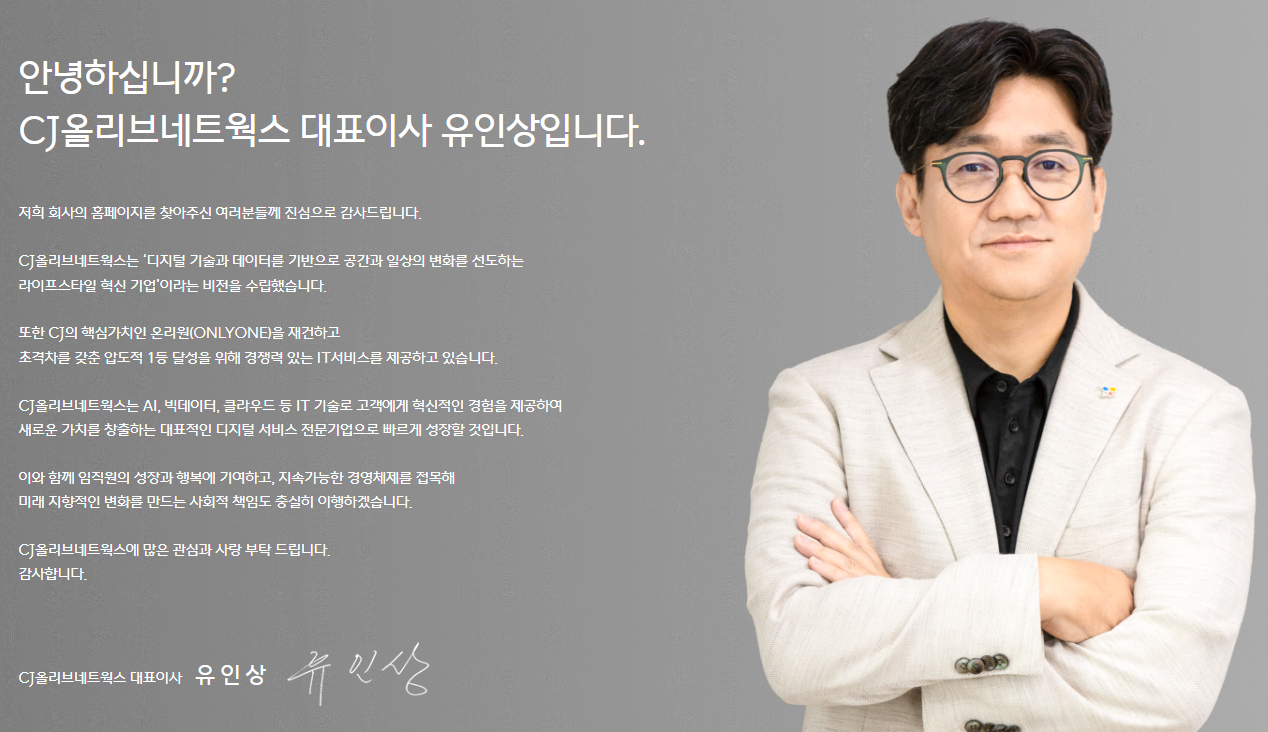 안녕하십니까?
CJ올리브네트웍스 대표이사 유인상입니다.
저희 회사의 홈페이지를 찾아주신 여러분들께 진심으로 감사드립니다.
CJ올리브네트웍스는 ‘디지털 기술과 데이터를 기반으로 공간과 일상의 변화를 선도하는
라이프스타일 혁신 기업’이라는 비전을 수립했습니다.
또한 CJ의 핵심가치인 온리원(ONLYONE)을 재건하고
초격차를 갖춘 압도적 1등 달성을 위해 경쟁력 있는 IT서비스를 제공하고 있습니다.
CJ올리브네트웍스는 AI, 빅데이터, 클라우드 등 IT 기술로 고객에게 혁신적인 경험을 제공하여
새로운 가치를 창출하는 대표적인 디지털 서비스 전문기업으로 빠르게 성장할 것입니다.
이와 함께 임직원의 성장과 행복에 기여하고, 지속가능한 경영체제를 접목해
미래 지향적인 변화를 만드는 사회적 책임도 충실히 이행하겠습니다.
CJ올리브네트웍스에 많은 관심과 사랑 부탁 드립니다.
감사합니다.
CJ올리브네트웍스 대표이사 유인상 유인상